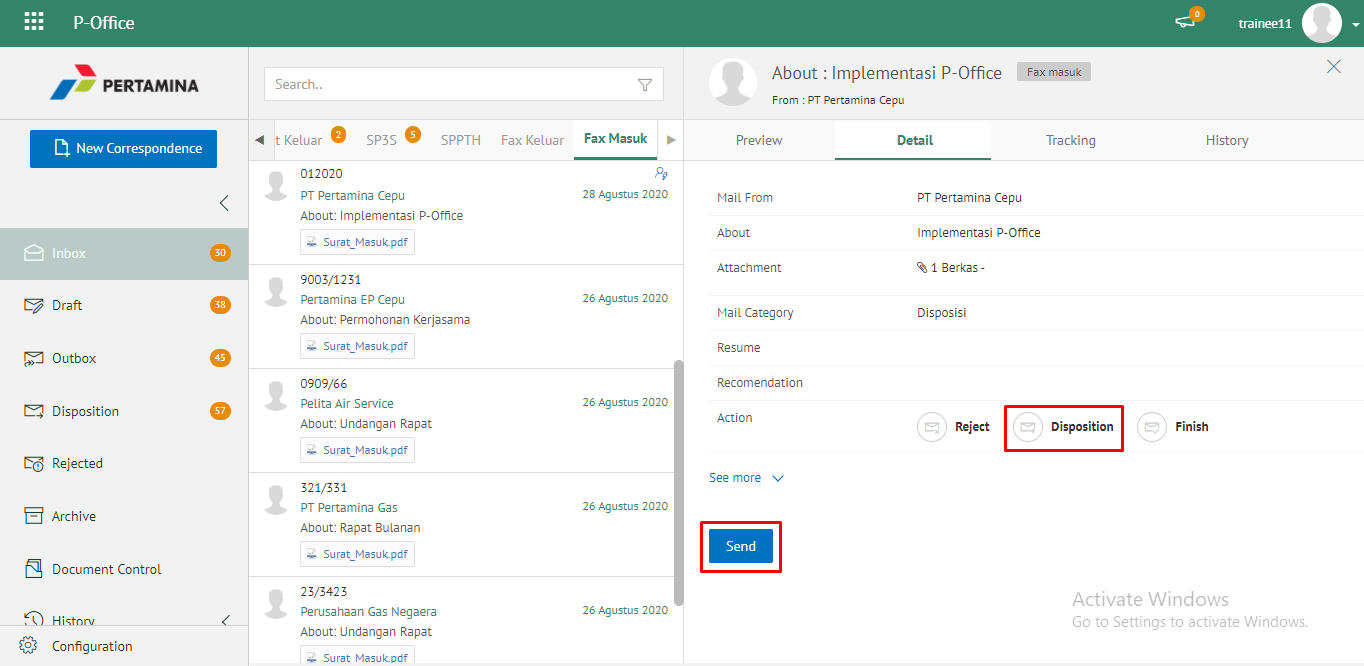 P-Office
0
trainee11
PERTAMINA
New Correspondence
Inbox
30
Draft
38
Outbox
45
Disposition
57
Rejected
Archive
Document Control
History
Configuration
Search..
t Keluar
2
SP3S
5
SPPTH
Fax Keluar
Fax Masuk
012020
PT Pertamina Cepu
28 Agustus 2020
About: Implementasi P-Office
Surat_Masuk.pdf
9003/1231
Pertamina EP Cepu
26 Agustus 2020
About: Permohonan Kerjasama
Surat_Masuk.pdf
0909/66
Pelita Air Service
26 Agustus 2020
About: Undangan Rapat
Surat_Masuk.pdf
321/331
PT Pertamina Gas
26 Agustus 2020
About: Rapat Bulanan
Surat_Masuk.pdf
23/3423
Perusahaan Gas Negaera
26 Agustus 2020
About: Undangan Rapat
Surat_Masuk.pdf
About : Implementasi P-Office
Fax masuk
From : PT Pertamina Cepu
Preview
Detail
Tracking
History
Mail From
PT Pertamina Cepu
About
Implementasi P-Office
Attachment
1 Berkas -
Mail Category
Disposisi
Resume
Recomendation
Action
Reject
Disposition
Finish
See more
Send
Activate Windows
Go to Settings to activate Windows.